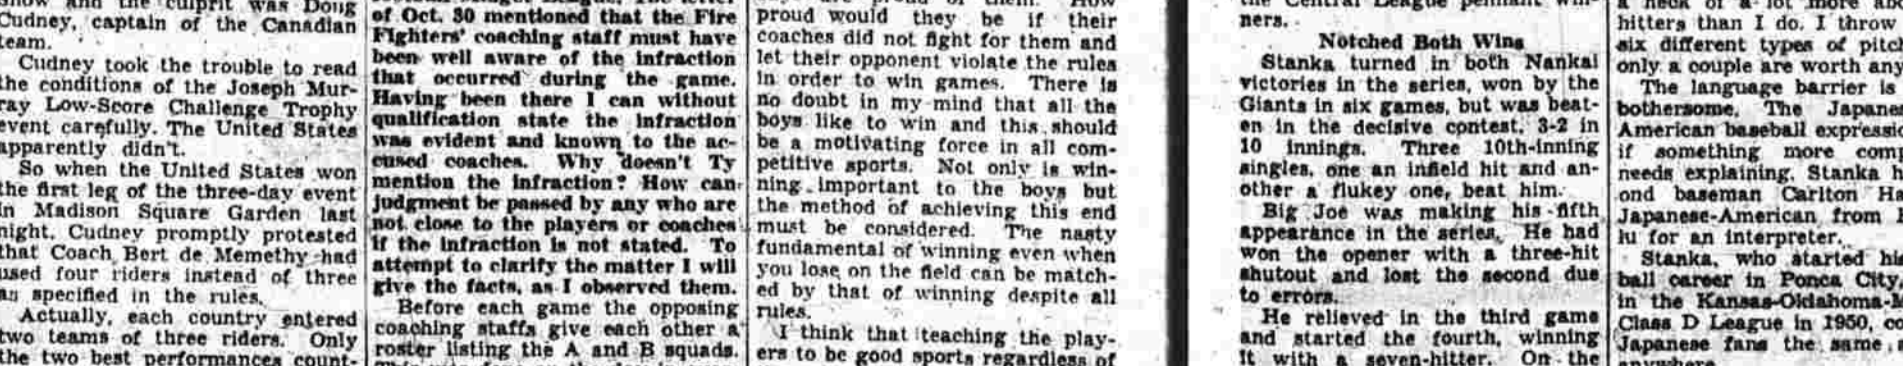 show and the culprit was Doug
Cudney, captain of the Canadian
team.
Cudney took the trouble to read
the conditions of the Joseph Mur-
ray Low-Score Challenge Trophy
event carefully. The United States
apparently didn't.
So when the United States won
the first leg of the three-day event
in Madison Square Garden last
night, Cudney promptly protested
that Coach Bert de Memethy had
used four riders instead of three
as specified in the rules.
Actually, each country entered
two teams of three riders. Only
the two best performances count-
of Oct. 30 mentioned that the Fire
Fighters' coaching staff must have
been well aware of the infraction
that occurred during the game.
Having been there I can without
qualification state the infraction
was evident and known to the ac-
cused coaches. Why doesn't Ty
mention the infraction? How can
judgment be passed by any who are
not close to the players or coaches
if the infraction is not stated. To
attempt to clarify the matter I will
give the facts, as I observed them.
Before each game the opposing
coaching staffs give each other a
roster listing the A and B squads.
proud would they be if their
coaches did not fight for them and
let their opponent violate the rules
in order to win games. There is
no doubt in my mind that all the
boys like to win and this should
be a motivating force in all com-
petitive sports. Not only is win-
ning important to the boys but
the method of achieving this end
must be considered. The nasty
fundamental of winning even when
you lose on the field can be match-
ed by that of winning despite all
rules.
I think that teaching the play-
ers to be good sports regardless of
the Central League pennant win-
ners.
Notched Both Wins
Stanka turned in both Nankai
victories in the series, won by the
Giants in six games, but was beat-
en in the decisive contest, 3-2 in
10 innings. Three 10th-inning
singles, one an infield hit and an-
other a flukey one, beat him.
Big Joe was making his fifth
appearance in the series. He had
won the opener with a three-hit
shutout and lost the second due
to errors.
He relieved in the third game
and started the fourth, winning
it with a seven-hitter. On the
hitters than I do. I throw
six different types of pitc
only a couple are worth any
The language barrier is
bothersome. The Japane
American baseball expressi
if something more comp
needs explaining, Stanka h
ond baseman Carlton Ha
Japanese-American from
lu for an interpreter.
Stanka, who started his
ball career in Ponca City,
in the Kansas-Oklahoma-
Class D League in 1950, co
Japanese fans the same
anywhere.